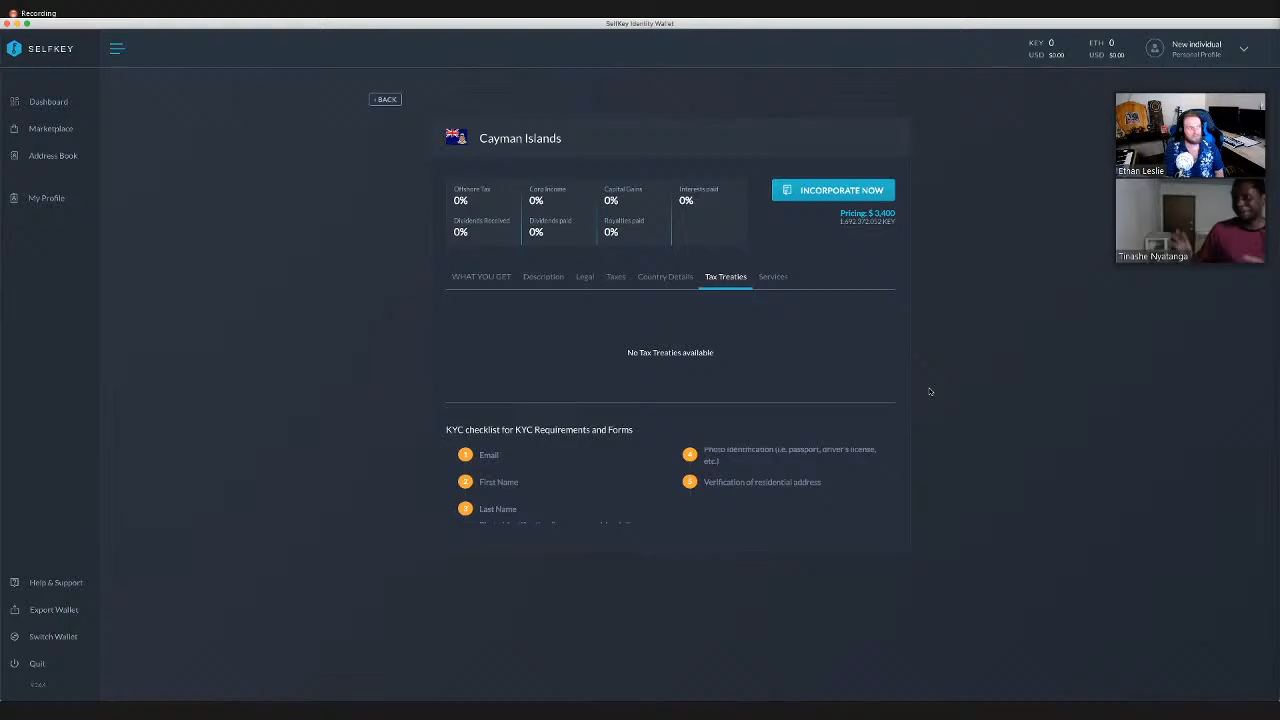 Recording
SelfKey Identity Wallet
SELFKEY
KEY 0
USD $0.00
ETH 0
USD $0.00
New individual
Personal Profile
Dashboard
Marketplace
Address Book
My Profile
‹ BACK
Cayman Islands
Offshore Tax
0%
Corp Income
0%
Capital Gains
0%
Interests paid
0%
Dividends Received
0%
Dividends paid
0%
Royalties paid
0%
INCORPORATE NOW
Pricing: $ 3,400
1,692,372.052 KEY
WHAT YOU GET Description Legal Taxes Country Details Tax Treaties Services
No Tax Treaties available
KYC checklist for KYC Requirements and Forms
1 Email
2 First Name
3 Last Name
4 Photo identification (i.e. passport, driver's license,
etc.)
5 Verification of residential address
Ethan Leslie
Tinashe Nyatanga
Help & Support
Export Wallet
Switch Wallet
Quit